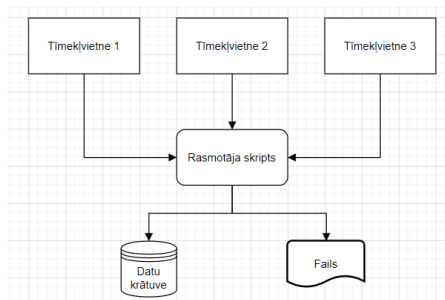 Tīmekļvietne 1
Tīmekļvietne 2
Tīmekļvietne 3
Rasmotāja skripts
Datu
krātuve
Fails